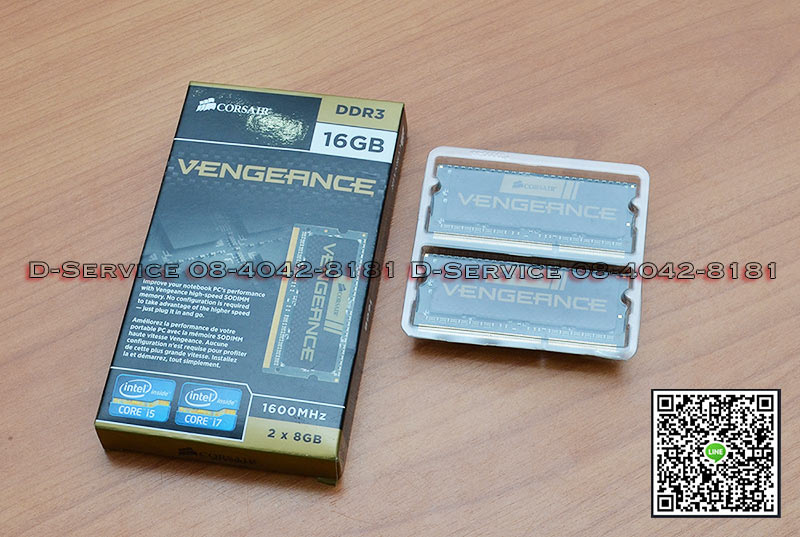 CORSAIR
DDR3
16GB
VENGEANCE
VENGEANCE
CORSAIR
Improve your notebook PC's performance
with Vengeance high-speed SODIMM
memory. No configuration is required
to take advantage of the higher speed
— just plug it in and go.
Améliorez la performance de votre
portable PC avec la mémoire SODIMM
haute vitesse Vengeance. Aucune
configuration n'est requise pour profiter
de cette plus grande vitesse. Installez
la et démarrez, tout simplement.
intel inside
CORE i5
intel inside
CORE i7
1600MHz
2 x 8GB
CORSAIR
CORSAIR
VENGEANCE
VENGEANCE
D-SERVICE 08-4042-8181 D-SERVICE 08-4042-8181
LINE